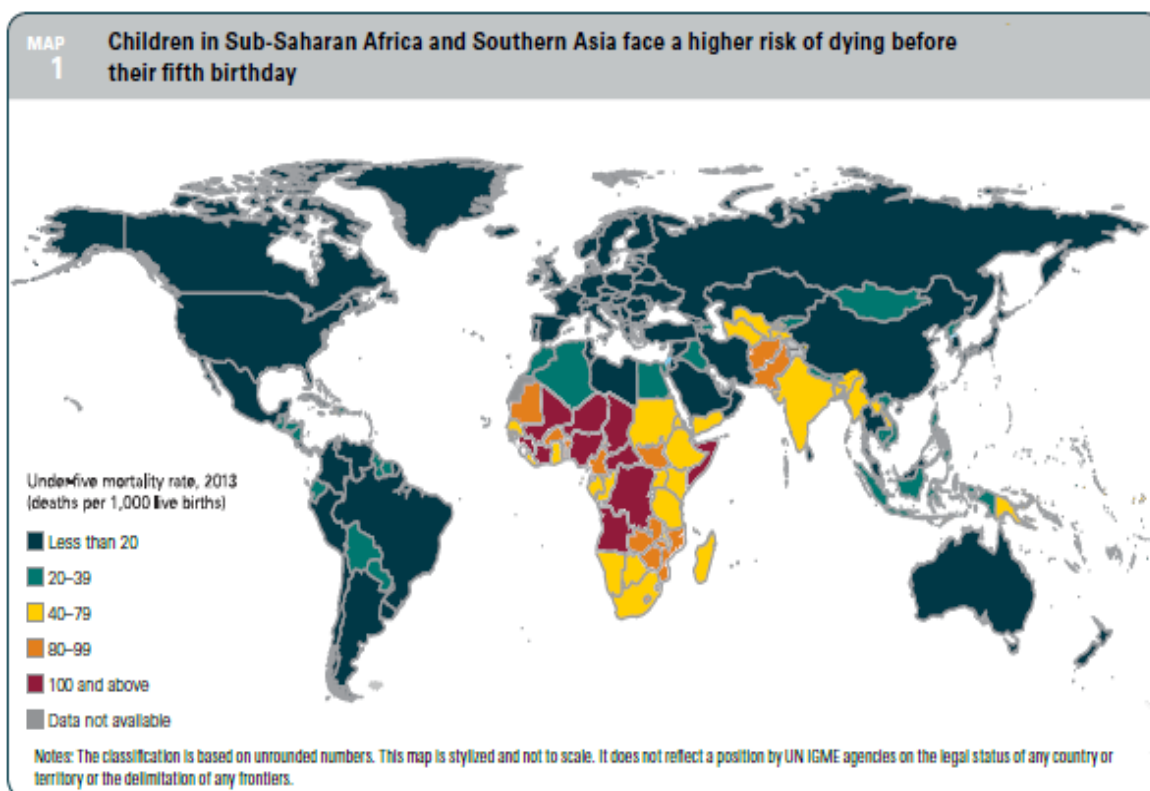 MAP
1
Children in Sub-Saharan Africa and Southern Asia face a higher risk of dying before
their fifth birthday
Under-five mortality rate, 2013
(deaths per 1,000 live births)
Less than 20
20–39
40–79
80–99
100 and above
Data not available
Notes: The classification is based on unrounded numbers. This map is stylized and not to scale. It does not reflect a position by UN IGME agencies on the legal status of any country or
territory or the delimitation of any frontiers.